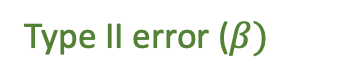 Type II error (β)